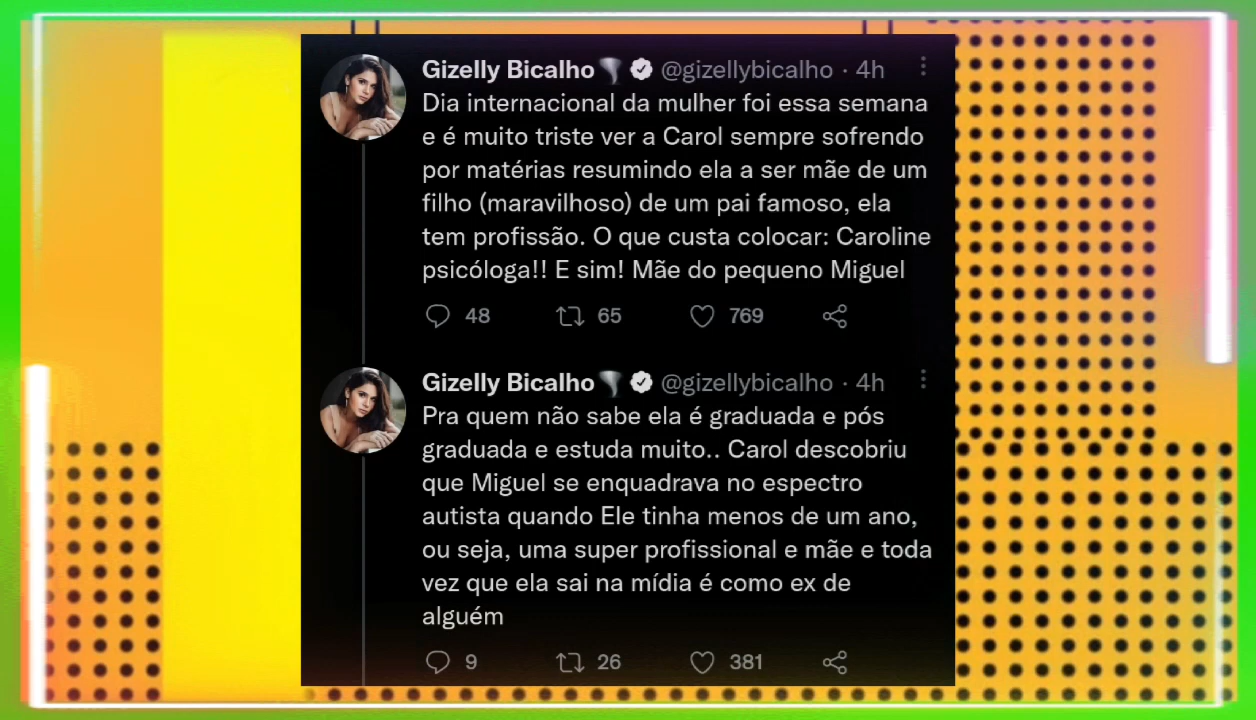 Gizelly Bicalho🌪️ @gizellybicalho · 4h
Dia internacional da mulher foi essa semana
e é muito triste ver a Carol sempre sofrendo
por matérias resumindo ela a ser mãe de um
filho (maravilhoso) de um pai famoso, ela
tem profissão. O que custa colocar: Caroline
psicóloga!! E sim! Mãe do pequeno Miguel
48 65 769
Gizelly Bicalho🌪️ @gizellybicalho · 4h
Pra quem não sabe ela é graduada e pós
graduada e estuda muito.. Carol descobriu
que Miguel se enquadrava no espectro
autista quando Ele tinha menos de um ano,
ou seja, uma super profissional e mãe e toda
vez que ela sai na mídia é como ex de
alguém
9 26 381